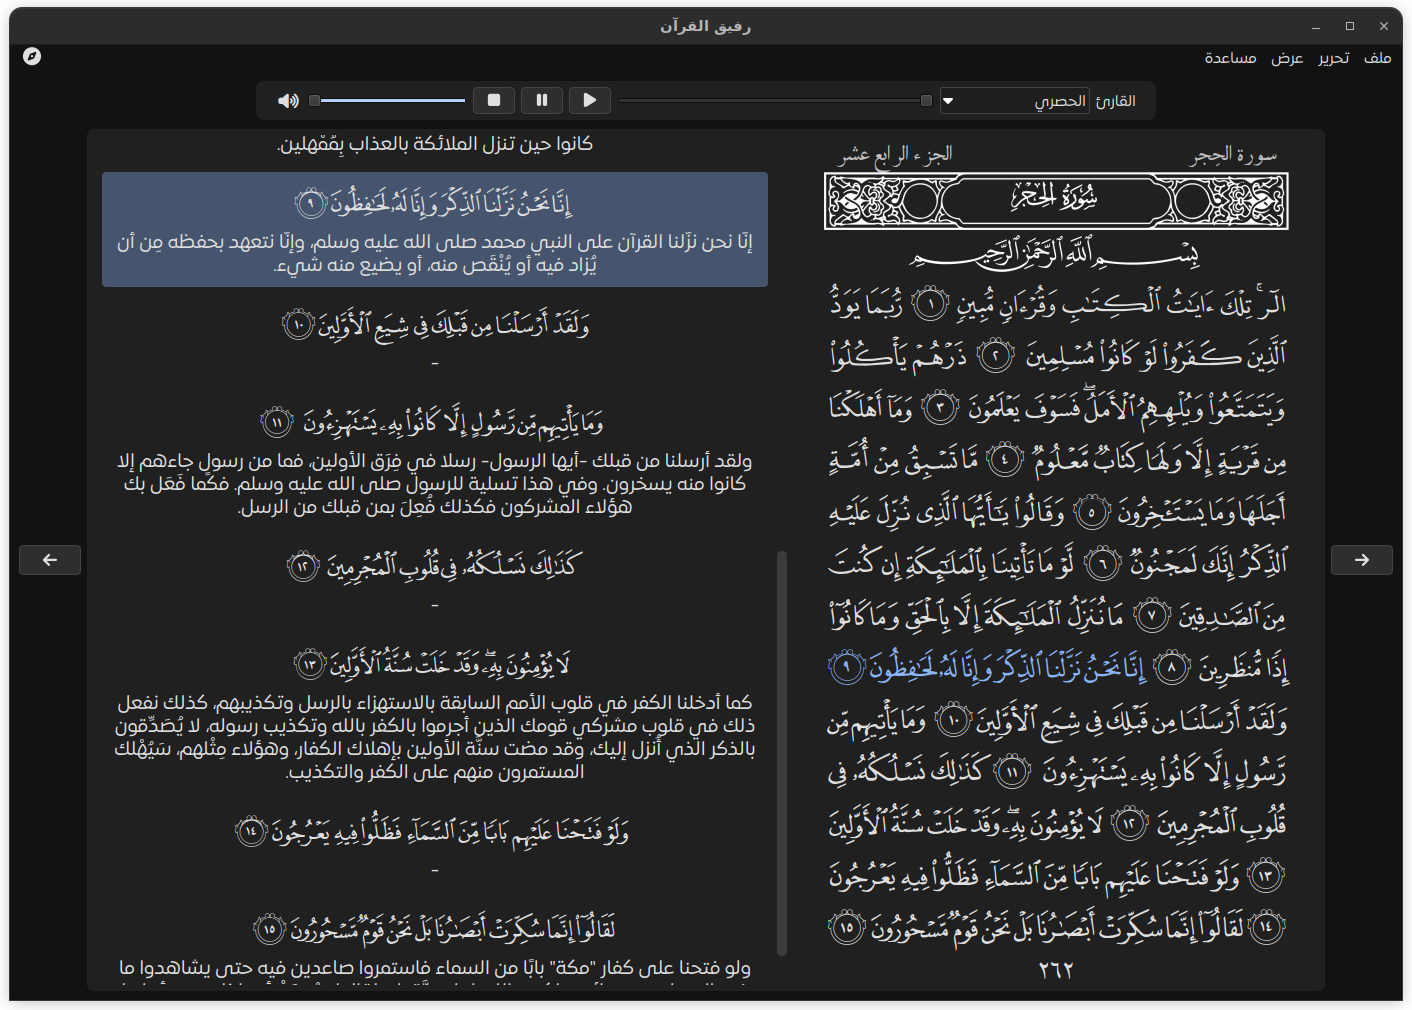 رفيق القرآن
ملف تحرير عرض مساعدة
القارئ الحصري
سورة الحِجر الجزء الرابع عشر
سُورَةُ الحِجْرِ
بِسْمِ ٱللَّهِ ٱلرَّحْمَٰنِ ٱلرَّحِيمِ
الٓرۚ تِلْكَ ءَايَٰتُ ٱلْكِتَٰبِ وَقُرْءَانٍ مُّبِينٍ ١ رُّبَمَا يَوَدُّ
ٱلَّذِينَ كَفَرُوا۟ لَوْ كَانُوا۟ مُسْلِمِينَ ٢ ذَرْهُمْ يَأْكُلُوا۟
وَيَتَمَتَّعُوا۟ وَيُلْهِهِمُ ٱلْأَمَلُۖ فَسَوْفَ يَعْلَمُونَ ٣ وَمَآ أَهْلَكْنَا
مِن قَرْيَةٍ إِلَّا وَلَهَا كِتَابٌ مَّعْلُومٌ ٤ مَّا تَسْبِقُ مِنْ أُمَّةٍ
أَجَلَهَا وَمَا يَسْتَـْٔخِرُونَ ٥ وَقَالُوا۟ يَٰٓأَيُّهَا ٱلَّذِى نُزِّلَ عَلَيْهِ
ٱلذِّكْرُ إِنَّكَ لَمَجْنُونٌ ٦ لَّوْ مَا تَأْتِينَا بِٱلْمَلَٰٓئِكَةِ إِن كُنتَ
مِنَ ٱلصَّٰدِقِينَ ٧ مَا نُنَزِّلُ ٱلْمَلَٰٓئِكَةَ إِلَّا بِٱلْحَقِّ وَمَا كَانُوٓا۟
إِذًا مُّنظَرِينَ ٨ إِنَّا نَحْنُ نَزَّلْنَا ٱلذِّكْرَ وَإِنَّا لَهُۥ لَحَٰفِظُونَ ٩
وَلَقَدْ أَرْسَلْنَا مِن قَبْلِكَ فِى شِيَعِ ٱلْأَوَّلِينَ ١٠ وَمَا يَأْتِيهِم مِّن
رَّسُولٍ إِلَّا كَانُوا۟ بِهِۦ يَسْتَهْزِءُونَ ١١ كَذَٰلِكَ نَسْلُكُهُۥ فِى
قُلُوبِ ٱلْمُجْرِمِينَ ١٢ لَا يُؤْمِنُونَ بِهِۦۖ وَقَدْ خَلَتْ سُنَّةُ ٱلْأَوَّلِينَ
١٣ وَلَوْ فَتَحْنَا عَلَيْهِم بَابًا مِّنَ ٱلسَّمَآءِ فَظَلُّوا۟ فِيهِ يَعْرُجُونَ
١٤ لَقَالُوٓا۟ إِنَّمَا سُكِّرَتْ أَبْصَٰرُنَا بَلْ نَحْنُ قَوْمٌ مَّسْحُورُونَ ١٥
٢٦٢
كانوا حين تنزل الملائكة بالعذاب بِمُمْهلين.
إِنَّا نَحْنُ نَزَّلْنَا ٱلذِّكْرَ وَإِنَّا لَهُۥ لَحَٰفِظُونَ ٩
إنَّا نحن نزَّلنا القرآن على النبي محمد صلى الله عليه وسلم، وإنَّا نتعهد بحفظه مِن أن
يُزاد فيه أو يُنْقَص منه، أو يضيع منه شيء.
وَلَقَدْ أَرْسَلْنَا مِن قَبْلِكَ فِى شِيَعِ ٱلْأَوَّلِينَ ١٠
-
وَمَا يَأْتِيهِم مِّن رَّسُولٍ إِلَّا كَانُوا۟ بِهِۦ يَسْتَهْزِءُونَ ١١
ولقد أرسلنا من قبلك -أيها الرسول- رسلا في فِرَق الأولين، فما من رسولٍ جاءهم إلا
كانوا منه يسخرون. وفي هذا تسلية للرسول صلى الله عليه وسلم. فكما فَعَل بك
هؤلاء المشركون فكذلك فُعِلَ بمن قبلك من الرسل.
كَذَٰلِكَ نَسْلُكُهُۥ فِى قُلُوبِ ٱلْمُجْرِمِينَ ١٢
-
لَا يُؤْمِنُونَ بِهِۦۖ وَقَدْ خَلَتْ سُنَّةُ ٱلْأَوَّلِينَ ١٣
كما أدخلنا الكفر في قلوب الأمم السابقة بالاستهزاء بالرسل وتكذيبهم، كذلك نفعل
ذلك في قلوب مشركي قومك الذين أجرموا بالكفر بالله وتكذيب رسوله، لا يُصَدِّقون
بالذكر الذي أُنزل إليك، وقد مضت سنَّة الأولين بإهلاك الكفار، وهؤلاء مِثْلهم، سَيُهْلك
المستمرون منهم على الكفر والتكذيب.
وَلَوْ فَتَحْنَا عَلَيْهِم بَابًا مِّنَ ٱلسَّمَآءِ فَظَلُّوا۟ فِيهِ يَعْرُجُونَ ١٤
-
لَقَالُوٓا۟ إِنَّمَا سُكِّرَتْ أَبْصَٰرُنَا بَلْ نَحْنُ قَوْمٌ مَّسْحُورُونَ ١٥
ولو فتحنا على كفار "مكة" بابًا من السماء فاستمروا صاعدين فيه حتى يشاهدوا ما